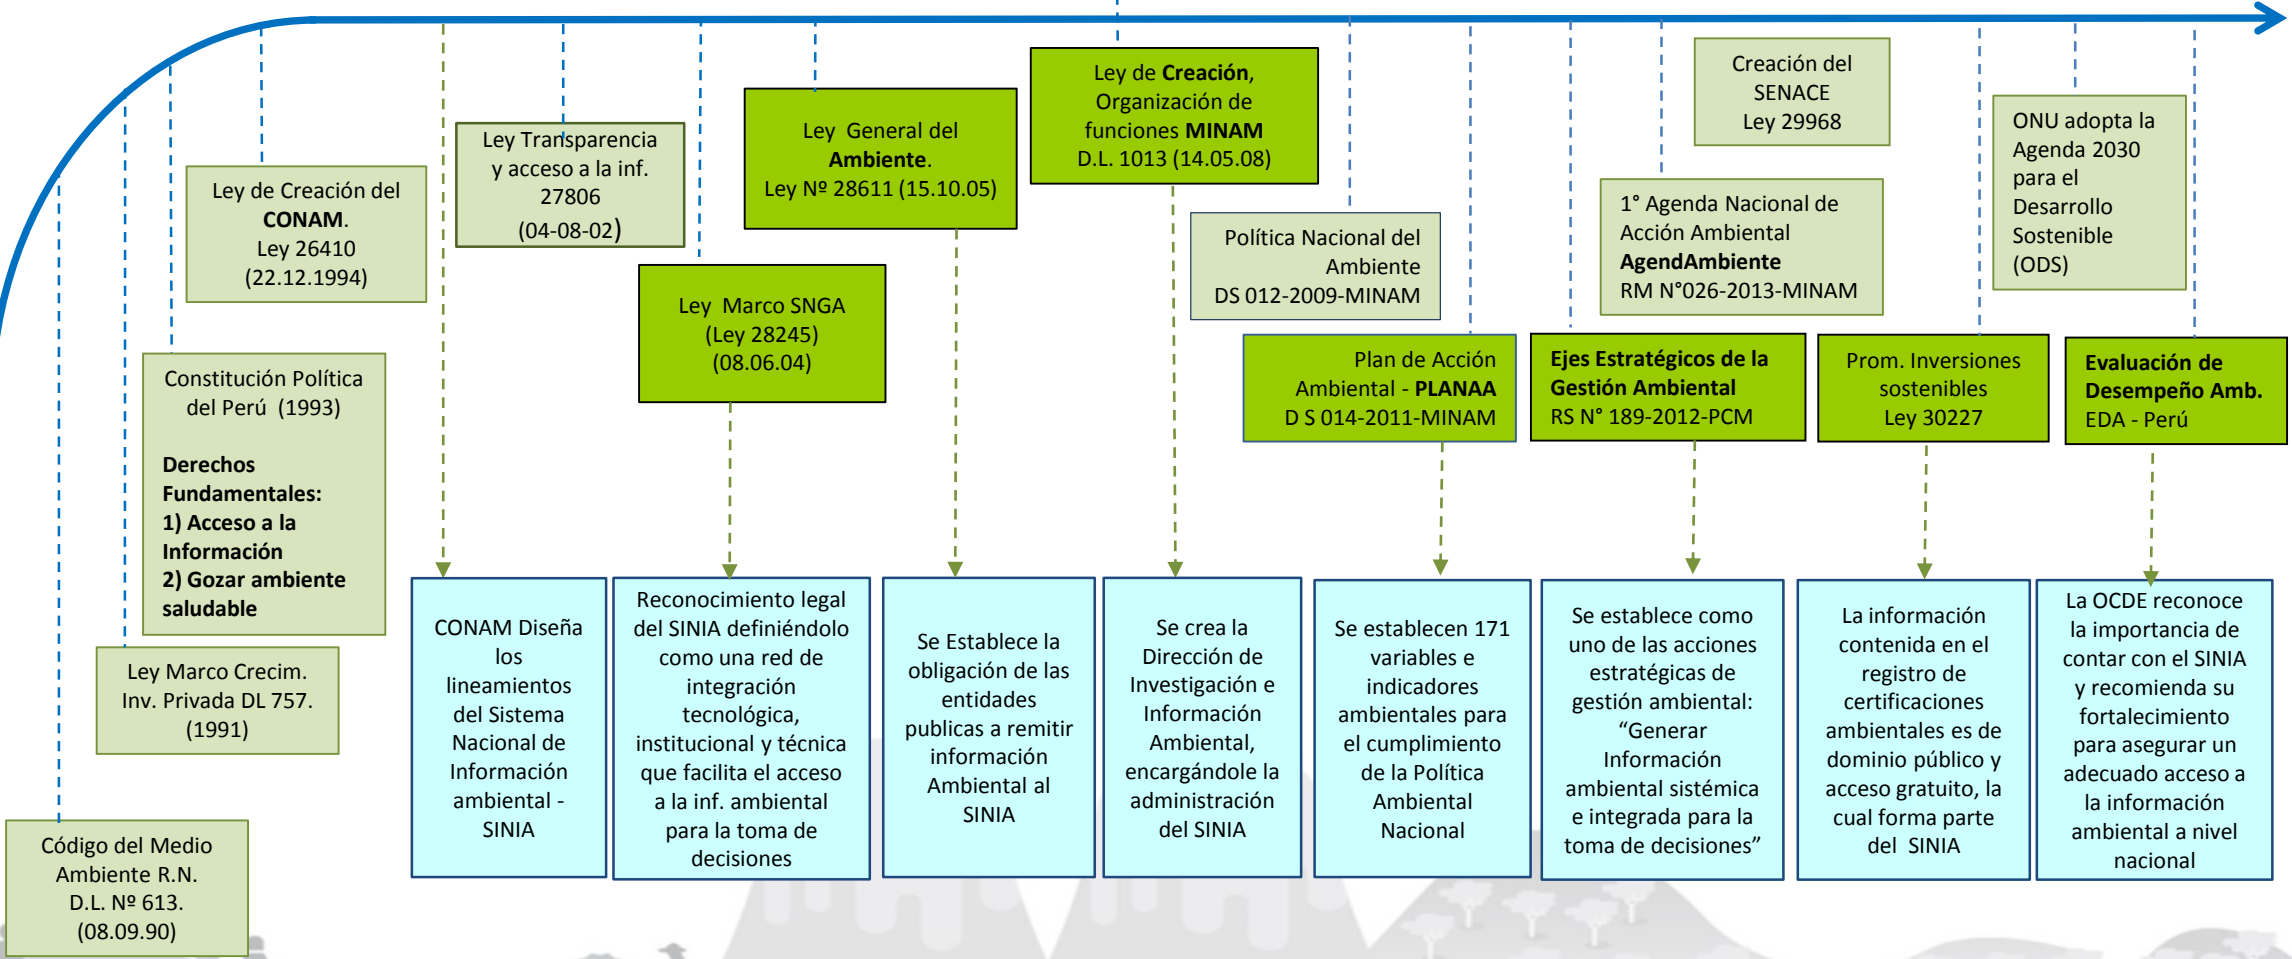 Código del Medio
Ambiente R.N.
D.L. Nº 613.
(08.09.90)
Ley Marco Crecim.
Inv. Privada DL 757.
(1991)
Constitución Política
del Perú (1993)
Derechos
Fundamentales:
1) Acceso a la
Información
2) Gozar ambiente
saludable
Ley de Creación del
CONAM.
Ley 26410
(22.12.1994)
Ley Transparencia
y acceso a la inf.
27806
(04-08-02)
Ley Marco SNGA
(Ley 28245)
(08.06.04)
Ley General del
Ambiente.
Ley Nº 28611 (15.10.05)
Ley de Creación,
Organización de
funciones MINAM
D.L. 1013 (14.05.08)
Política Nacional del
Ambiente
DS 012-2009-MINAM
Plan de Acción
Ambiental - PLANAA
D S 014-2011-MINAM
Ejes Estratégicos de la
Gestión Ambiental
RS N° 189-2012-PCM
Creación del
SENACE
Ley 29968
1° Agenda Nacional de
Acción Ambiental
AgendAmbiente
RM N°026-2013-MINAM
Prom. Inversiones
sostenibles
Ley 30227
ONU adopta la
Agenda 2030
para el
Desarrollo
Sostenible
(ODS)
Evaluación de
Desempeño Amb.
EDA - Perú
CONAM Diseña
los
lineamientos
del Sistema
Nacional de
Información
ambiental -
SINIA
Reconocimiento legal
del SINIA definiéndolo
como una red de
integración
tecnológica,
institucional y técnica
que facilita el acceso
a la inf. ambiental
para la toma de
decisiones
Se Establece la
obligación de las
entidades
publicas a remitir
información
Ambiental al
SINIA
Se crea la
Dirección de
Investigación e
Información
Ambiental,
encargándole la
administración
del SINIA
Se establecen 171
variables e
indicadores
ambientales para
el cumplimiento
de la Política
Ambiental
Nacional
Se establece como
uno de las acciones
estratégicas de
gestión ambiental:
“Generar
Información
ambiental sistémica
e integrada para la
toma de decisiones”
La información
contenida en el
registro de
certificaciones
ambientales es de
dominio público y
acceso gratuito, la
cual forma parte
del SINIA
La OCDE reconoce
la importancia de
contar con el SINIA
y recomienda su
fortalecimiento
para asegurar un
adecuado acceso a
la información
ambiental a nivel
nacional